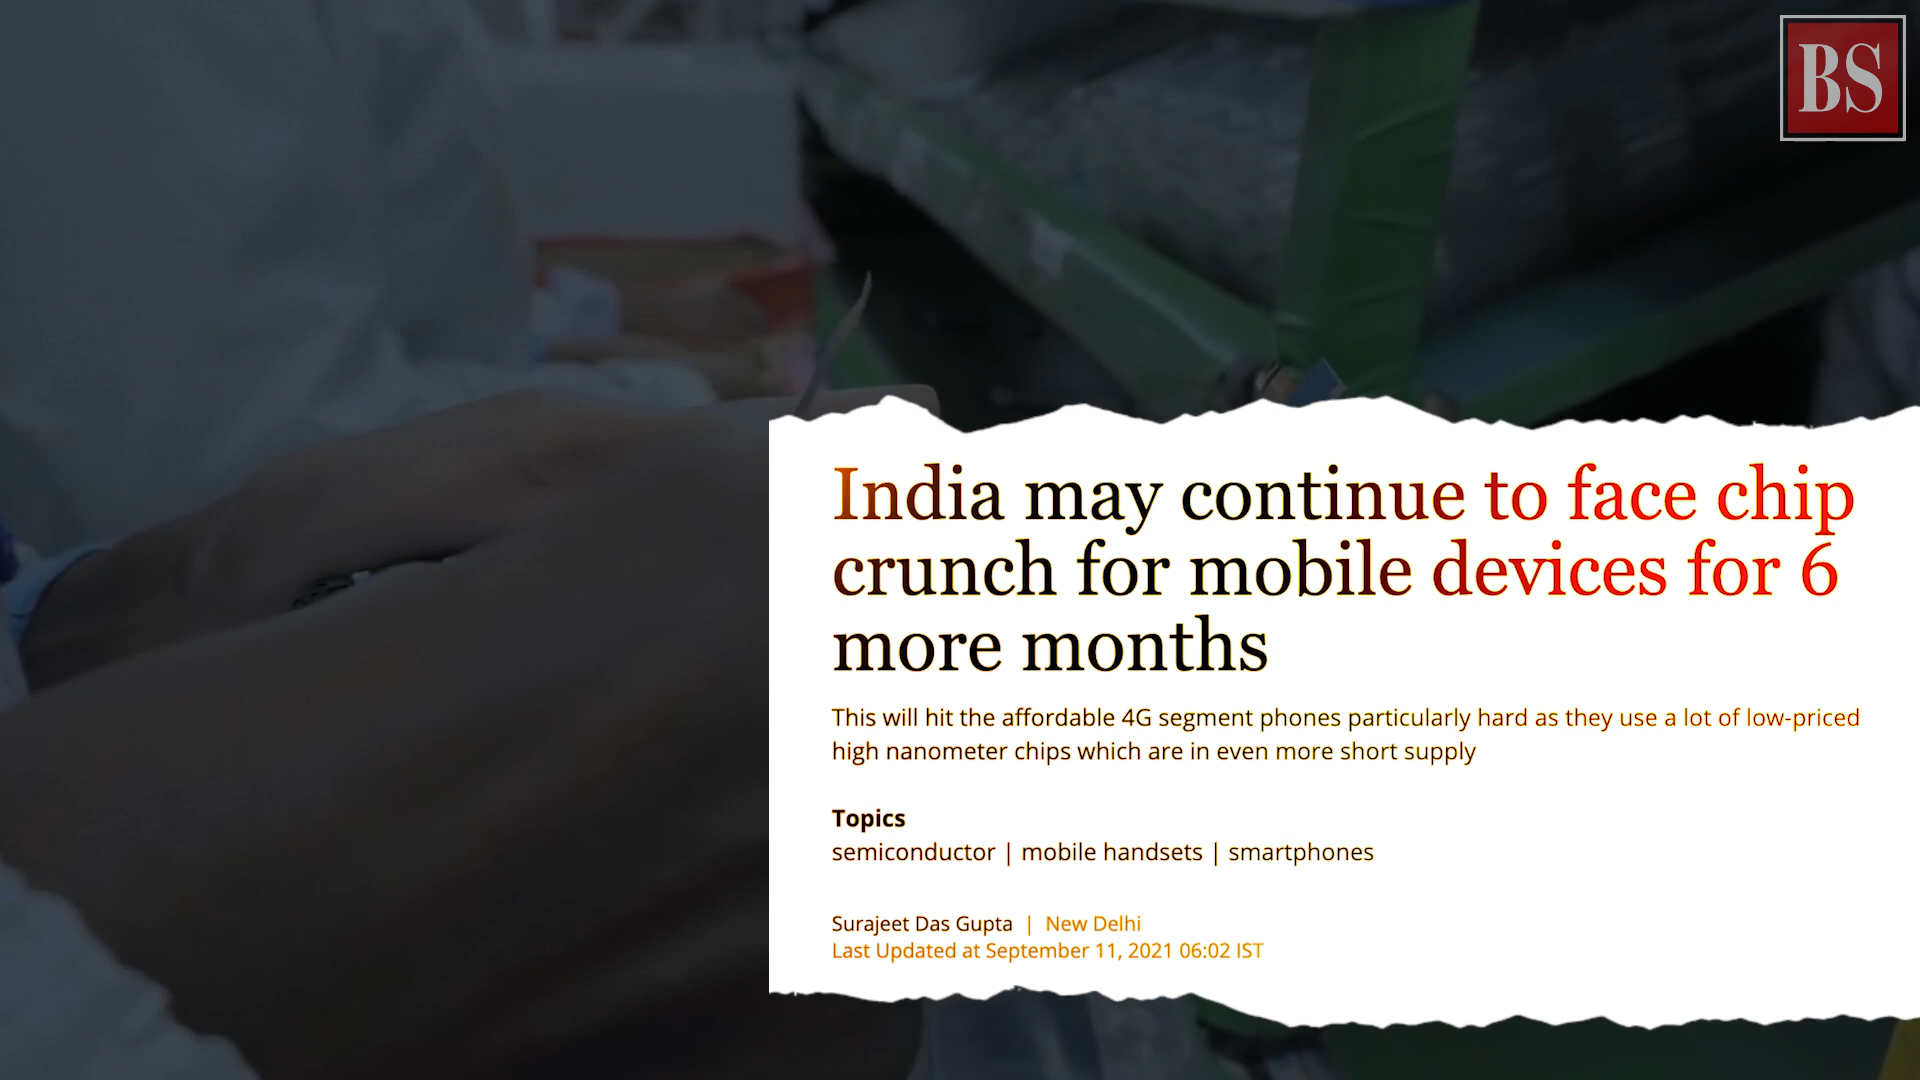 BS
India may continue to face chip
crunch for mobile devices for 6
more months
This will hit the affordable 4G segment phones particularly hard as they use a lot of low-priced
high nanometer chips which are in even more short supply
Topics
semiconductor | mobile handsets | smartphones
Surajeet Das Gupta | New Delhi
Last Updated at September 11, 2021 06:02 IST